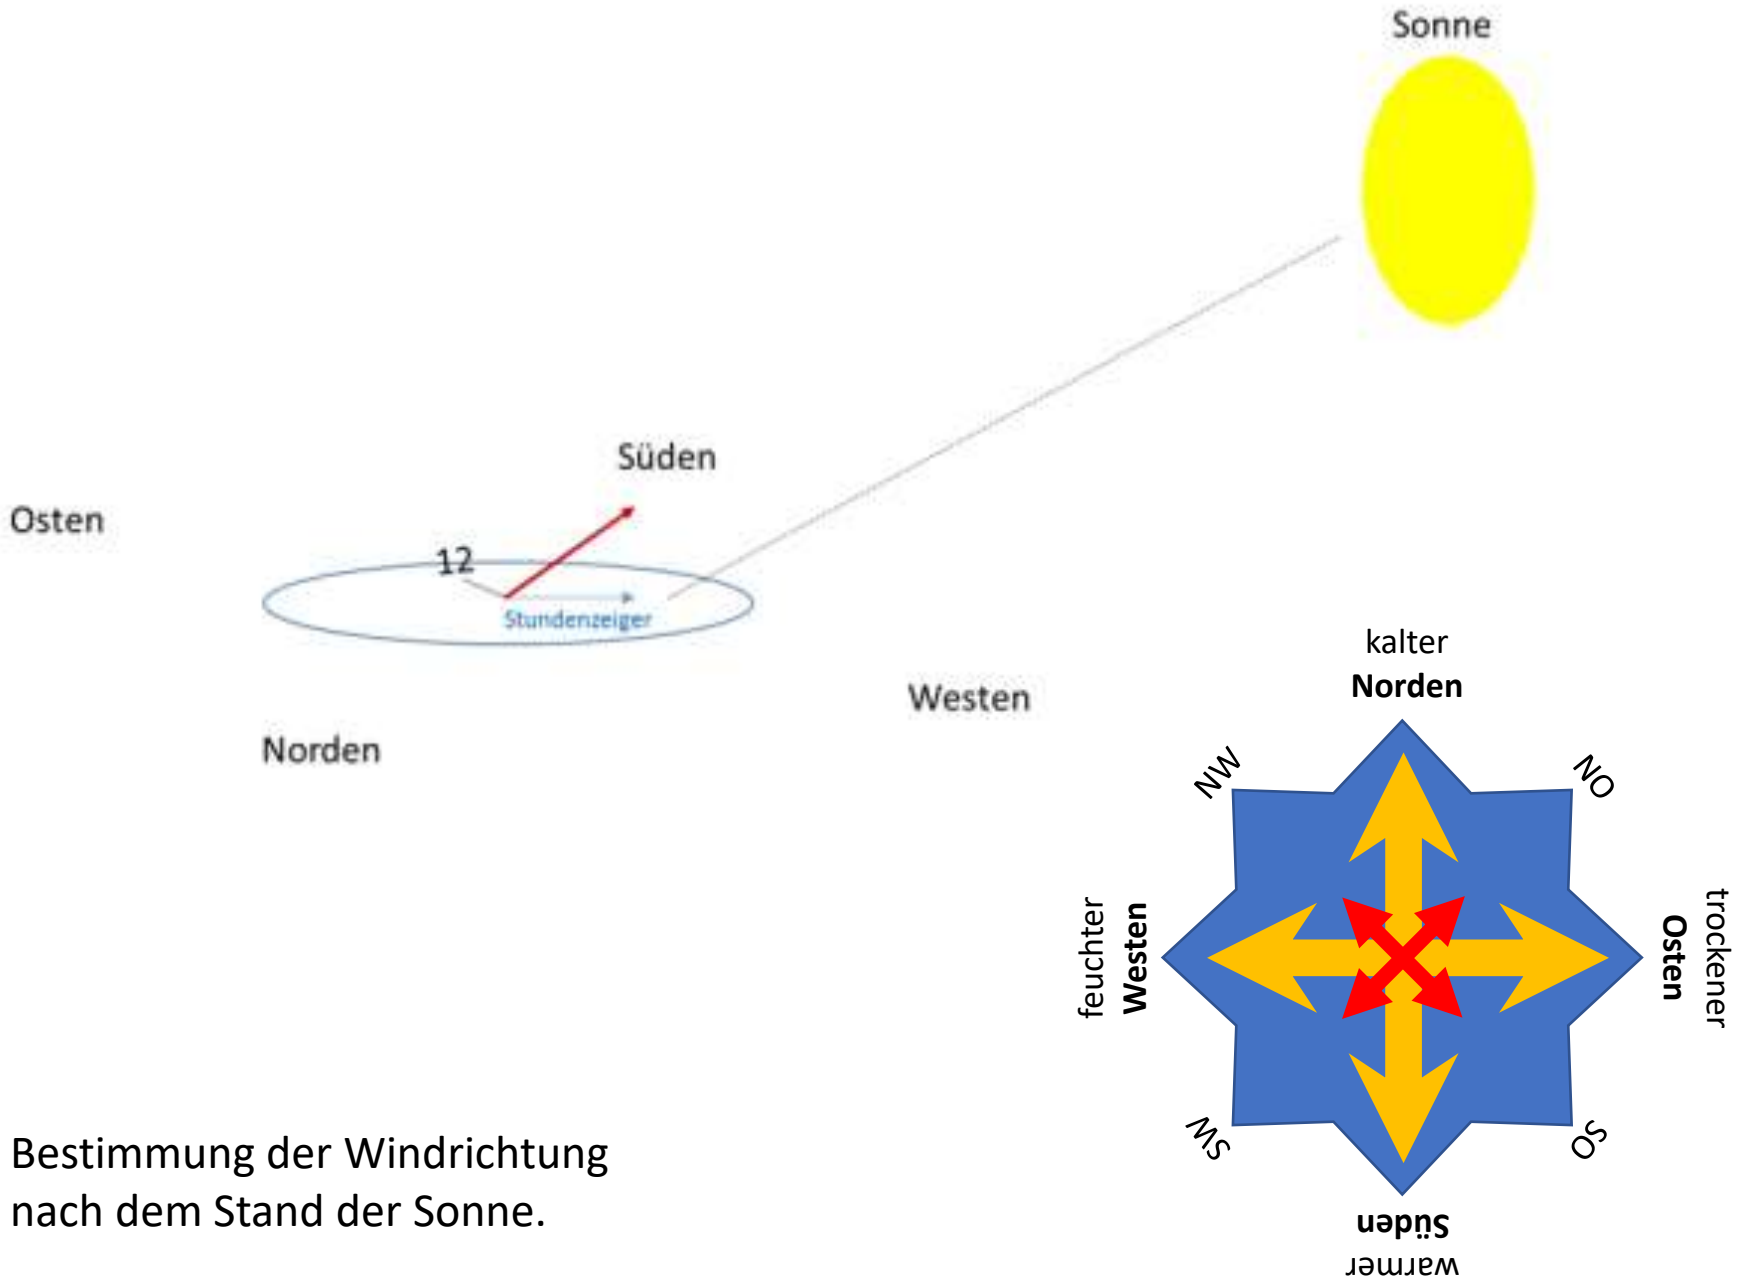 Sonne
Süden
Osten
12
Stundenzeiger
Westen
Norden
kalter
Norden
NW
NO
feuchter
Westen
trockener
Osten
SW
SO
Süden
warmer
Bestimmung der Windrichtung
nach dem Stand der Sonne.